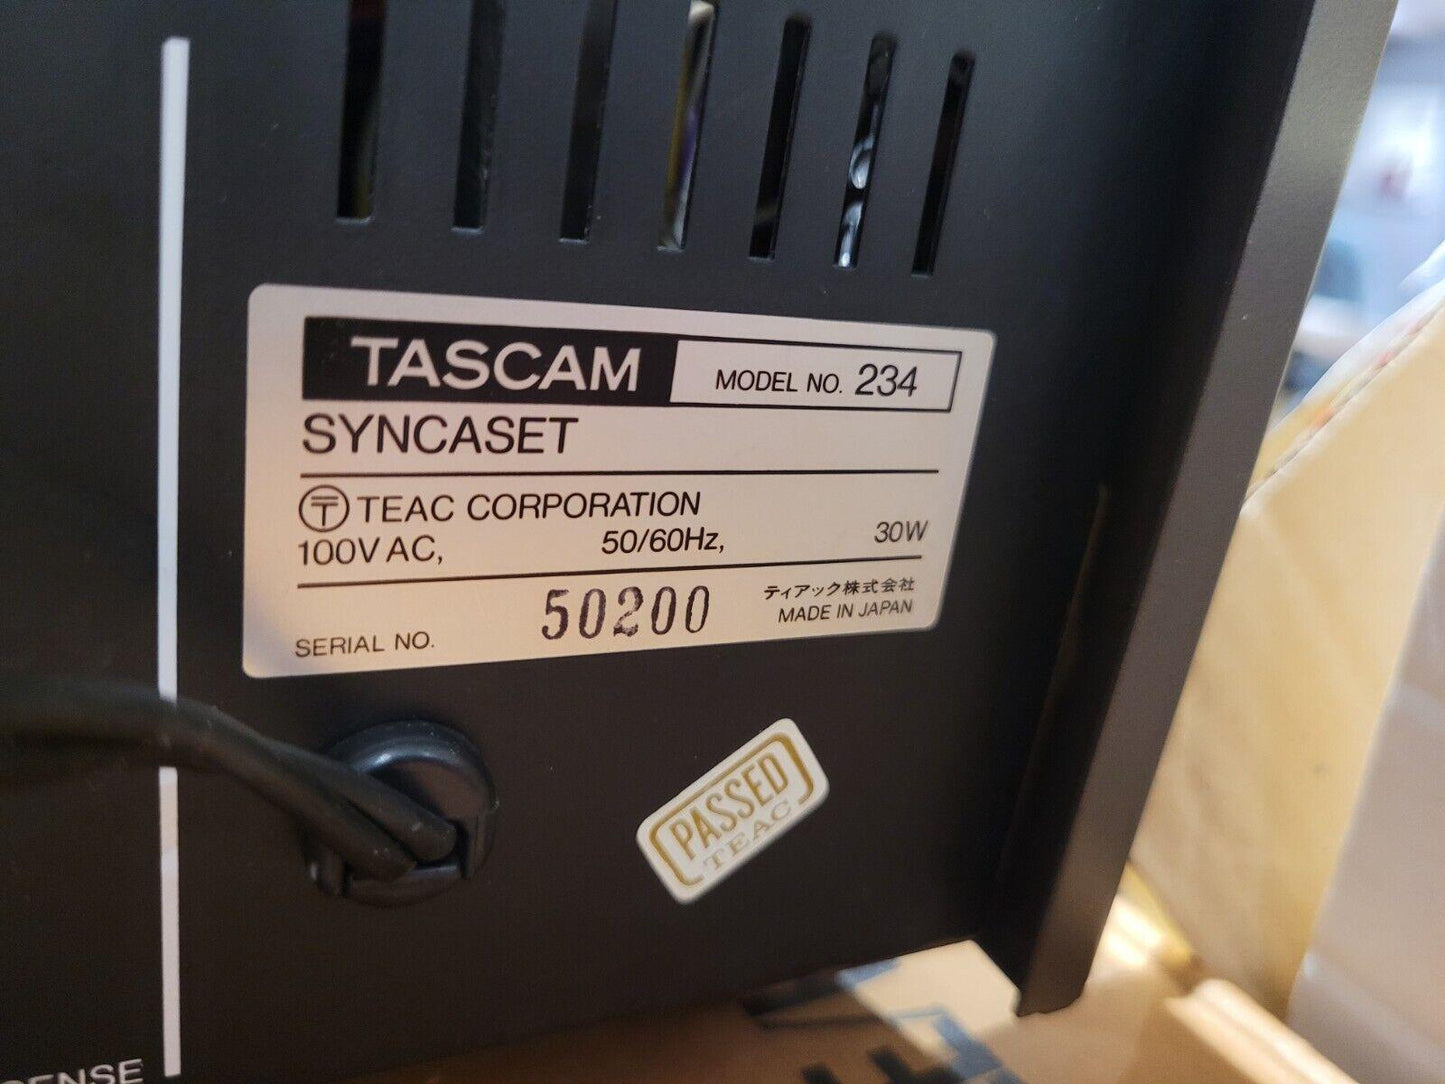 TASCAM MODEL NO. 234
SYNCASET
〒 TEAC CORPORATION
100V AC, 50/60Hz, 30W
ティアック株式会社
SERIAL NO. 50200 MADE IN JAPAN
PASSED
TEAC